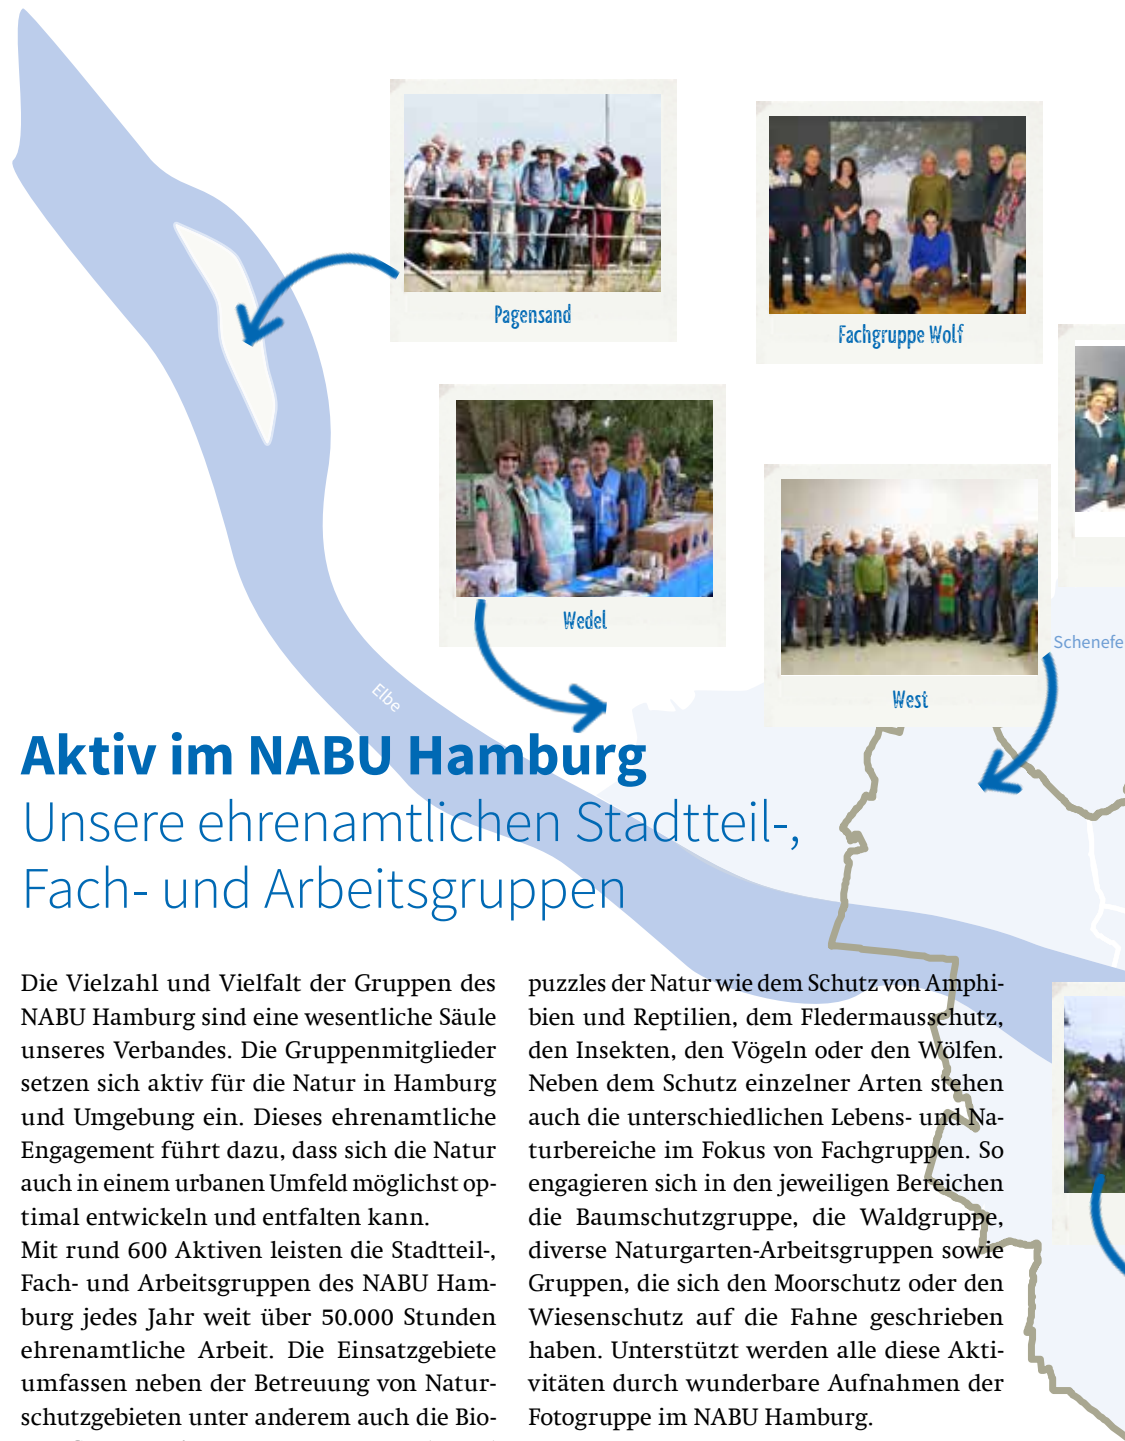 Pagensand
Fachgruppe Wolf
Wedel
West
Elbe
Aktiv im NABU Hamburg
Unsere ehrenamtlichen Stadtteil-,
Fach- und Arbeitsgruppen
Die Vielzahl und Vielfalt der Gruppen des
NABU Hamburg sind eine wesentliche Säule
unseres Verbandes. Die Gruppenmitglieder
setzen sich aktiv für die Natur in Hamburg
und Umgebung ein. Dieses ehrenamtliche
Engagement führt dazu, dass sich die Natur
auch in einem urbanen Umfeld möglichst op-
timal entwickeln und entfalten kann.
Mit rund 600 Aktiven leisten die Stadtteil-,
Fach- und Arbeitsgruppen des NABU Ham-
burg jedes Jahr weit über 50.000 Stunden
ehrenamtliche Arbeit. Die Einsatzgebiete
umfassen neben der Betreuung von Natur-
schutzgebieten unter anderem auch die Bio-
puzzles der Natur wie dem Schutz von Amphi-
bien und Reptilien, dem Fledermausschutz,
den Insekten, den Vögeln oder den Wölfen.
Neben dem Schutz einzelner Arten stehen
auch die unterschiedlichen Lebens- und Na-
turbereiche im Fokus von Fachgruppen. So
engagieren sich in den jeweiligen Bereichen
die Baumschutzgruppe, die Waldgruppe,
diverse Naturgarten-Arbeitsgruppen sowie
Gruppen, die sich den Moorschutz oder den
Wiesenschutz auf die Fahne geschrieben
haben. Unterstützt werden alle diese Akti-
vitäten durch wunderbare Aufnahmen der
Fotogruppe im NABU Hamburg.